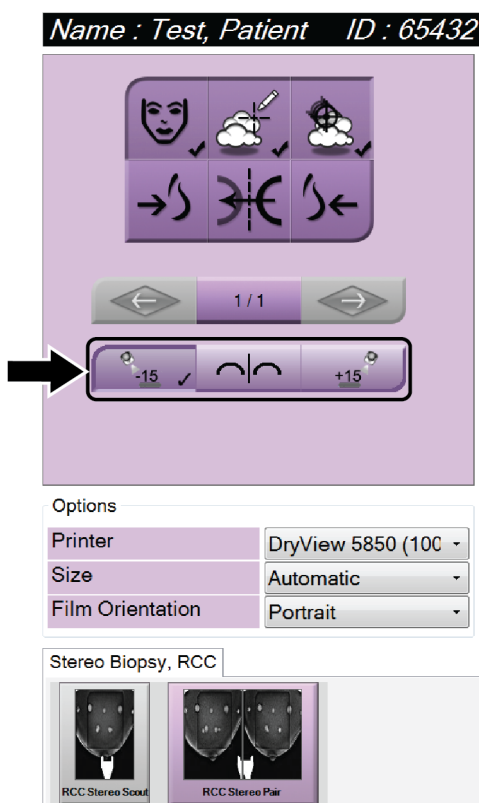 Name : Test, Patient ID : 65432
1 / 1
-15 +15
Options
Printer DryView 5850 (100
Size Automatic
Film Orientation Portrait
Stereo Biopsy, RCC
RCC Stereo Scout RCC Stereo Pair